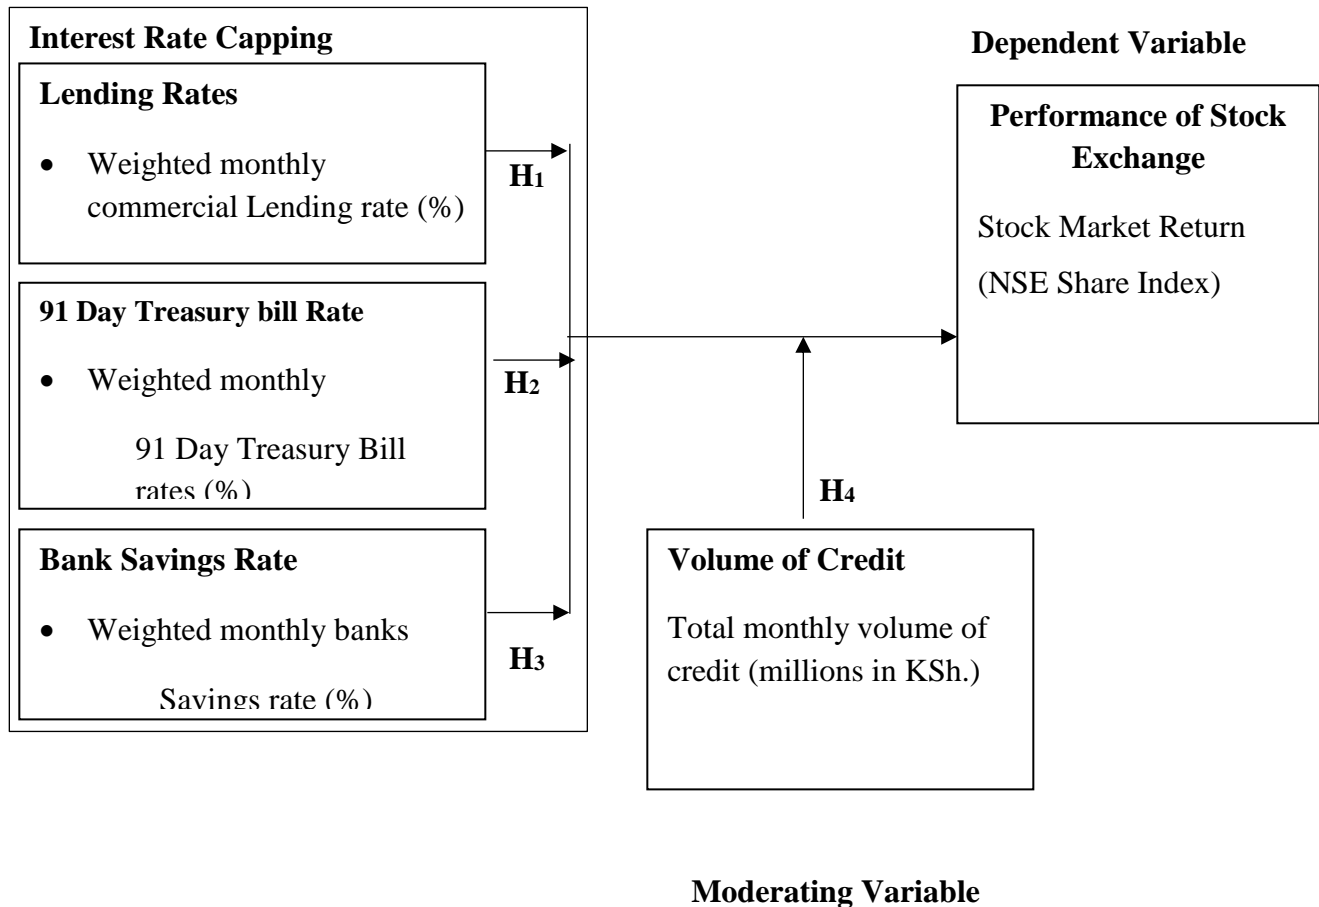 Interest Rate Capping
Lending Rates
• Weighted monthly
commercial Lending rate (%)
H1
91 Day Treasury bill Rate
• Weighted monthly
91 Day Treasury Bill
rates (%)
H2
Bank Savings Rate
• Weighted monthly banks
Savings rate (%)
H3
Dependent Variable
Performance of Stock
Exchange
Stock Market Return
(NSE Share Index)
H4
Volume of Credit
Total monthly volume of
credit (millions in KSh.)
Moderating Variable